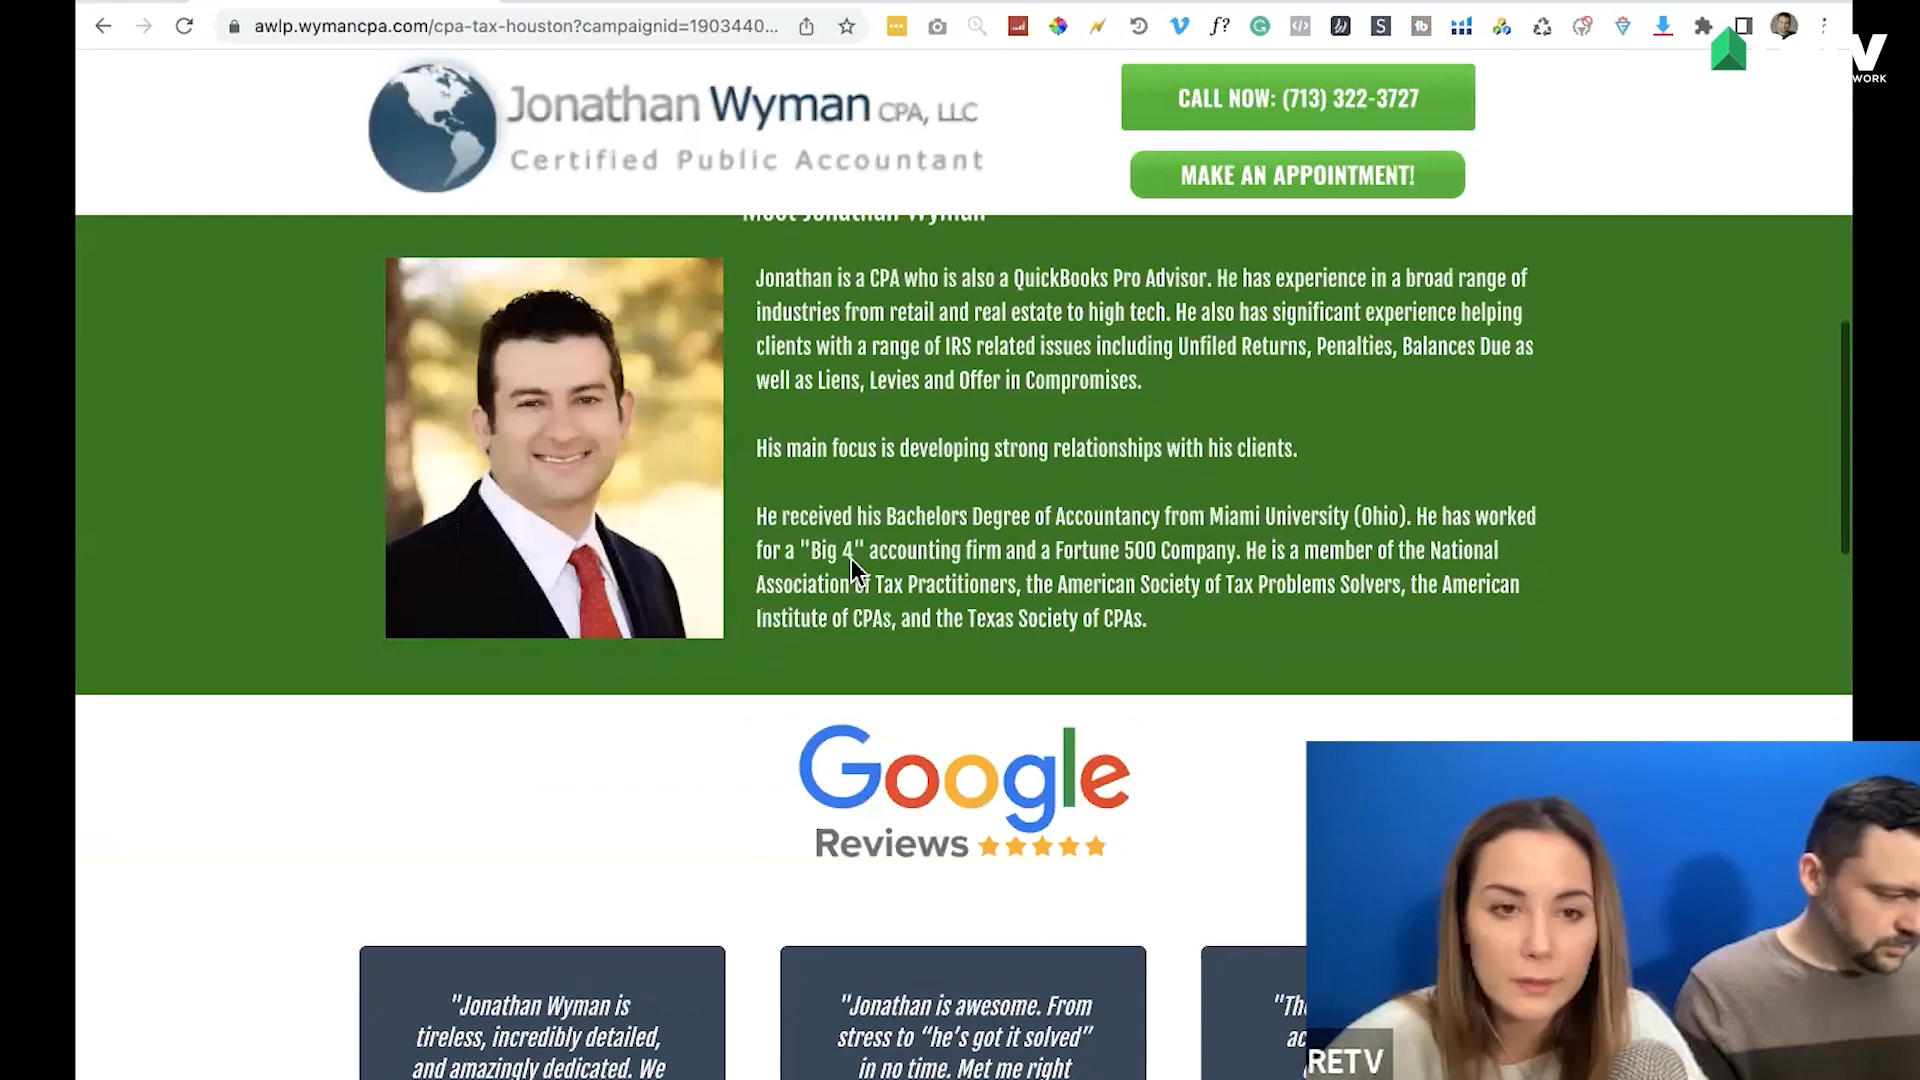 awlp.wymancpa.com/cpa-tax-houston?campaignid=1903440...
Jonathan Wyman CPA, LLC
Certified Public Accountant
CALL NOW: (713) 322-3727
MAKE AN APPOINTMENT!
WORK
Meet Jonathan Wyman
Jonathan is a CPA who is also a QuickBooks Pro Advisor. He has experience in a broad range of
industries from retail and real estate to high tech. He also has significant experience helping
clients with a range of IRS related issues including Unfiled Returns, Penalties, Balances Due as
well as Liens, Levies and Offer in Compromises.
His main focus is developing strong relationships with his clients.
He received his Bachelors Degree of Accountancy from Miami University (Ohio). He has worked
for a "Big 4" accounting firm and a Fortune 500 Company. He is a member of the National
Association of Tax Practitioners, the American Society of Tax Problems Solvers, the American
Institute of CPAs, and the Texas Society of CPAs.
Google
Reviews
"Jonathan Wyman is
tireless, incredibly detailed,
and amazingly dedicated. We
"Jonathan is awesome. From
stress to “he’s got it solved”
in no time. Met me right
RETV